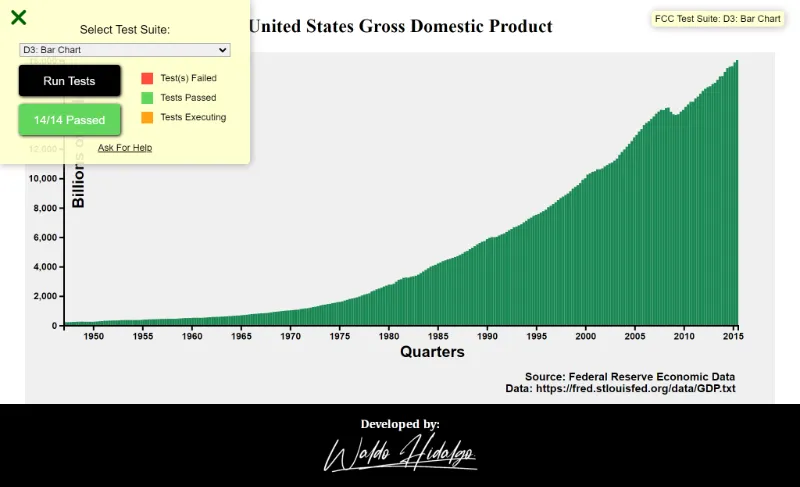 Select Test Suite:
United States Gross Domestic Product
FCC Test Suite: D3: Bar Chart
D3: Bar Chart
Run Tests
Test(s) Failed
Tests Passed
14/14 Passed
Tests Executing
Ask For Help
12,000
10,000
8,000
6,000
4,000
2,000
0
Billions
1950 1955 1960 1965 1970 1975 1980 1985 1990 1995 2000 2005 2010 2015
Quarters
Source: Federal Reserve Economic Data
Data: https://fred.stlouisfed.org/data/GDP.txt
Developed by:
Waldo Hidalgo